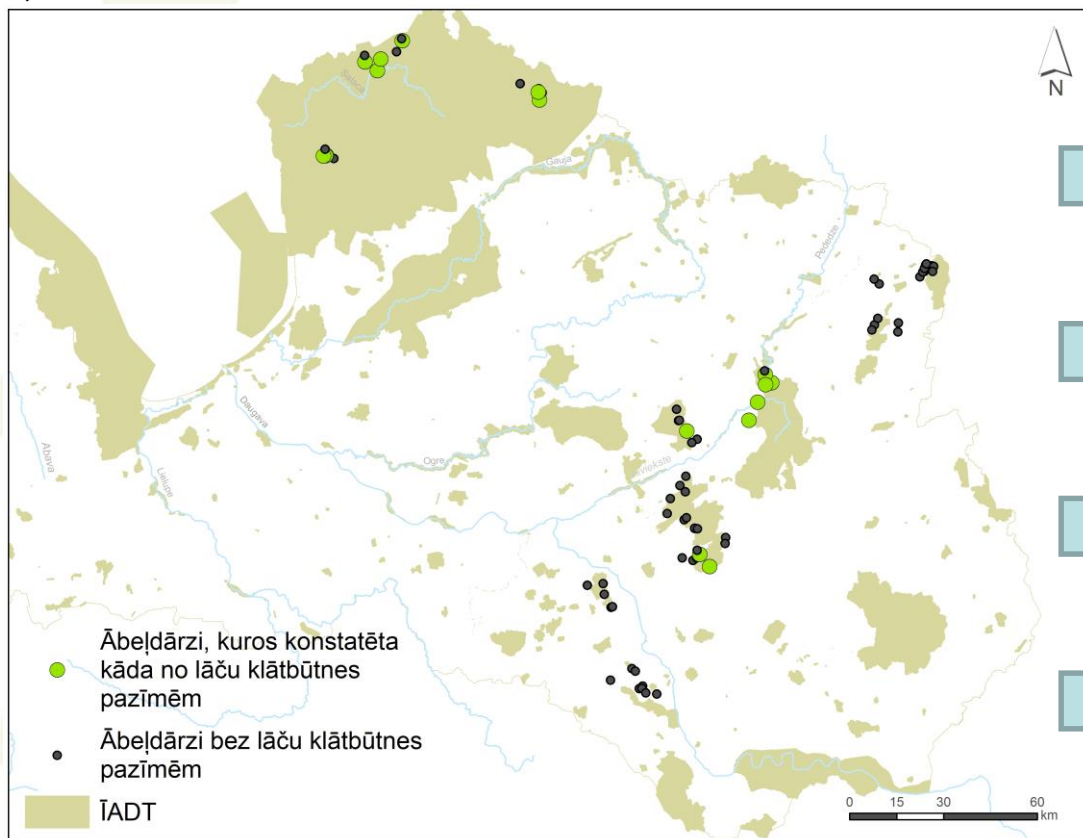 N
Salaca
Gauja
Pededze
Daugava
Ogre
Aiviekste
Abava
Lielupe
Ābeļdārzi, kuros konstatēta
kāda no lāču klātbūtnes
pazīmēm
Ābeļdārzi bez lāču klātbūtnes
pazīmēm
ĪADT
0 15 30 60
km